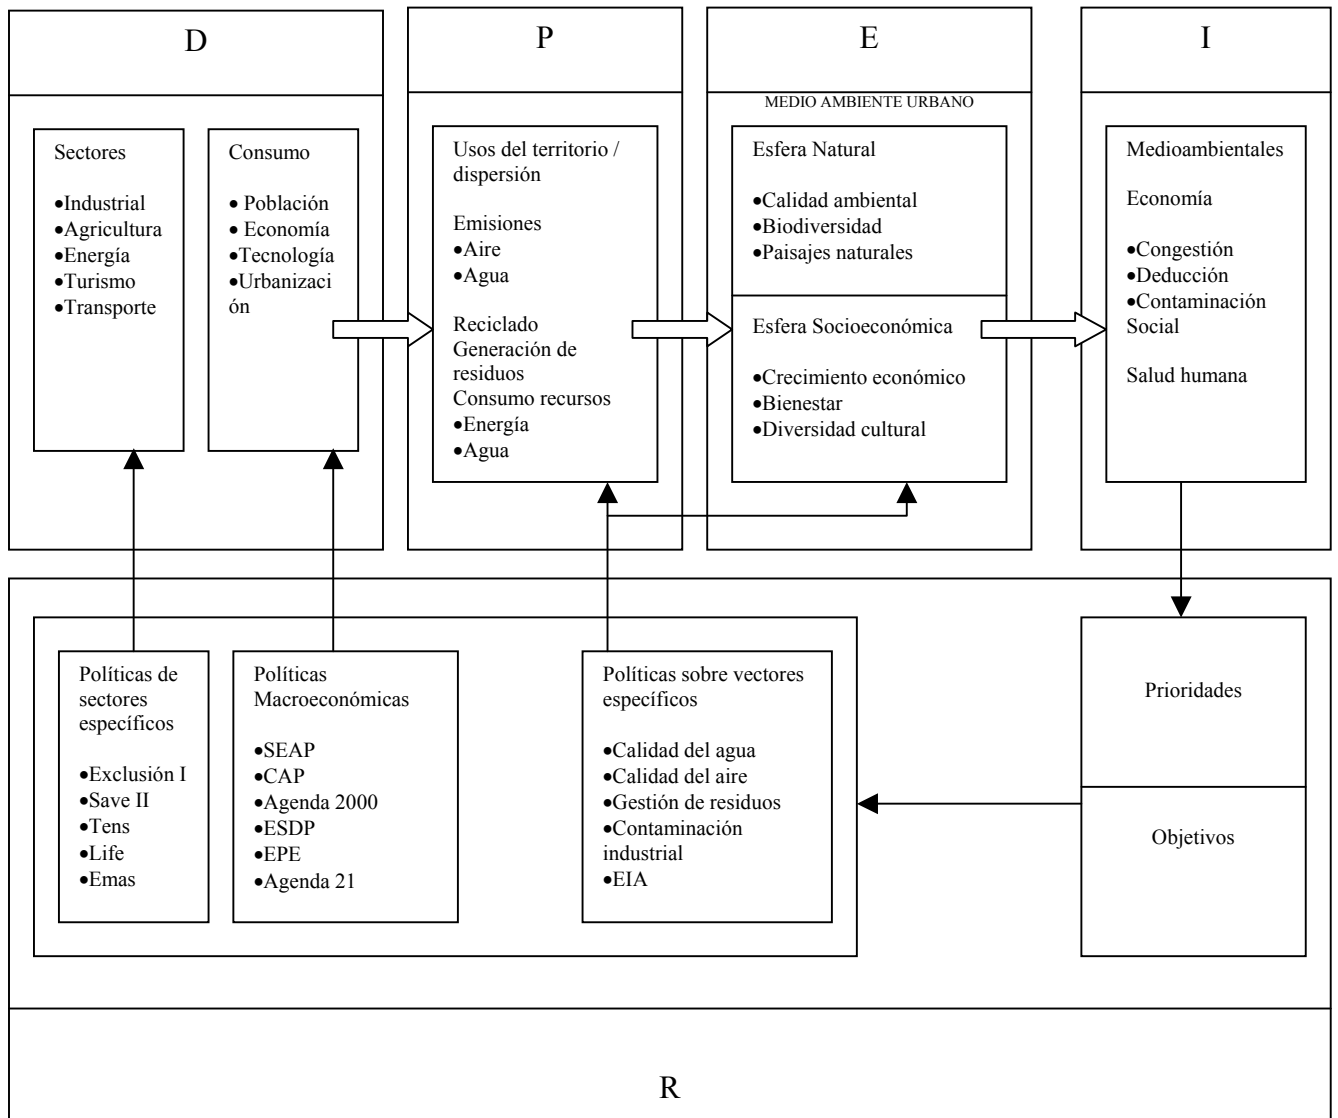 D
P
E
I
MEDIO AMBIENTE URBANO
Sectores
•Industrial
•Agricultura
•Energía
•Turismo
•Transporte
Consumo
• Población
• Economía
•Tecnología
•Urbanizaci
ón
Usos del territorio /
dispersión
Emisiones
•Aire
•Agua
Reciclado
Generación de
residuos
Consumo recursos
•Energía
•Agua
Esfera Natural
•Calidad ambiental
•Biodiversidad
•Paisajes naturales
Esfera Socioeconómica
•Crecimiento económico
•Bienestar
•Diversidad cultural
Medioambientales
Economía
•Congestión
•Deducción
•Contaminación
Social
Salud humana
Políticas de
sectores
específicos
•Exclusión I
•Save II
•Tens
•Life
•Emas
Políticas
Macroeconómicas
•SEAP
•CAP
•Agenda 2000
•ESDP
•EPE
•Agenda 21
Políticas sobre vectores
específicos
•Calidad del agua
•Calidad del aire
•Gestión de residuos
•Contaminación
industrial
•EIA
Prioridades
Objetivos
R